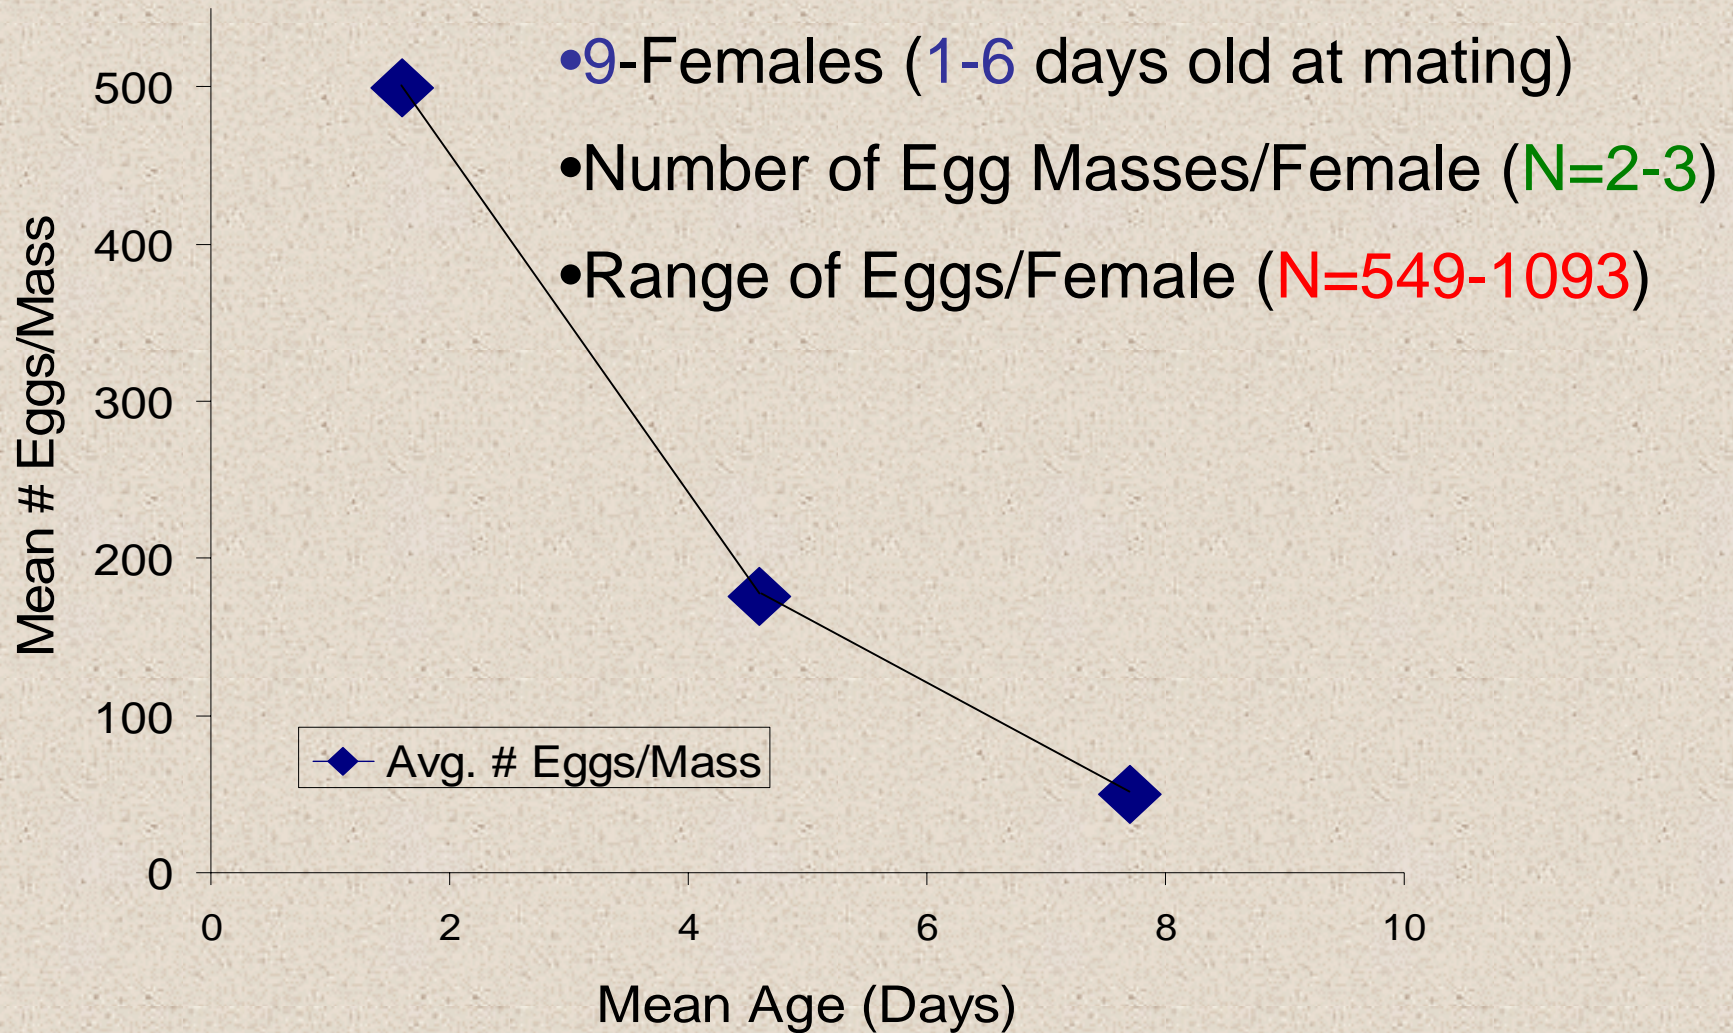 •9-Females (1-6 days old at mating)
•Number of Egg Masses/Female (N=2-3)
•Range of Eggs/Female (N=549-1093)
Mean # Eggs/Mass
500
400
300
200
100
0
Avg. # Eggs/Mass
0 2 4 6 8 10
Mean Age (Days)